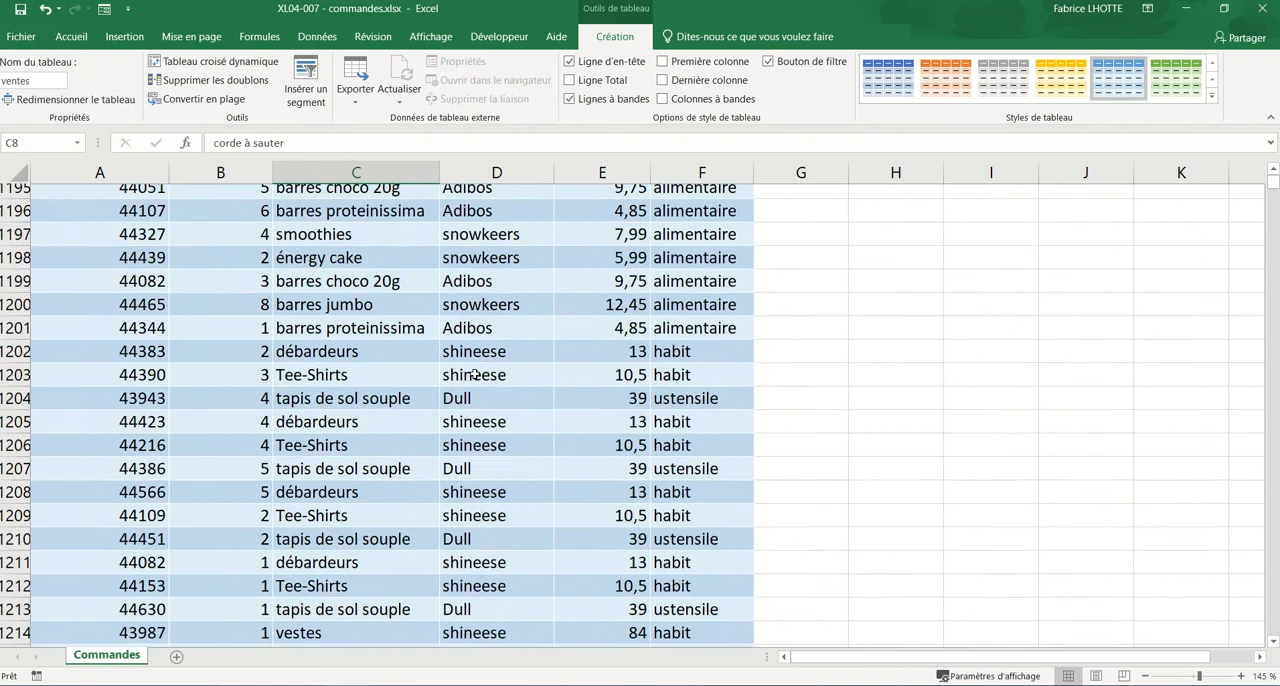 XL04-007 - commandes.xlsx - Excel
Outils de tableau
Fabrice LHOTTE
Fichier Accueil Insertion Mise en page Formules Données Révision Affichage Développeur Aide Création Dites-nous ce que vous voulez faire Partager
Nom du tableau :
ventes
Redimensionner le tableau
Propriétés
Tableau croisé dynamique
Supprimer les doublons
Convertir en plage
Insérer un segment
Outils
Exporter Actualiser
Propriétés
Ouvrir dans le navigateur
Supprimer la liaison
Données de tableau externe
Ligne d'en-tête Première colonne Bouton de filtre
Ligne Total Dernière colonne
Lignes à bandes Colonnes à bandes
Options de style de tableau
Styles de tableau
C8 fx corde à sauter
A B C D E F G H I J K
1195 44051 5 barres choco 20g Adibos 9,75 alimentaire
1196 44107 6 barres proteinissima Adibos 4,85 alimentaire
1197 44327 4 smoothies snowkeers 7,99 alimentaire
1198 44439 2 énergy cake snowkeers 5,99 alimentaire
1199 44082 3 barres choco 20g Adibos 9,75 alimentaire
1200 44465 8 barres jumbo snowkeers 12,45 alimentaire
1201 44344 1 barres proteinissima Adibos 4,85 alimentaire
1202 44383 2 débardeurs shineese 13 habit
1203 44390 3 Tee-Shirts shineese 10,5 habit
1204 43943 4 tapis de sol souple Dull 39 ustensile
1205 44423 4 débardeurs shineese 13 habit
1206 44216 4 Tee-Shirts shineese 10,5 habit
1207 44386 5 tapis de sol souple Dull 39 ustensile
1208 44566 5 débardeurs shineese 13 habit
1209 44109 2 Tee-Shirts shineese 10,5 habit
1210 44451 2 tapis de sol souple Dull 39 ustensile
1211 44082 1 débardeurs shineese 13 habit
1212 44153 1 Tee-Shirts shineese 10,5 habit
1213 44630 1 tapis de sol souple Dull 39 ustensile
1214 43987 1 vestes shineese 84 habit
Commandes
Prêt Paramètres d'affichage 145 %